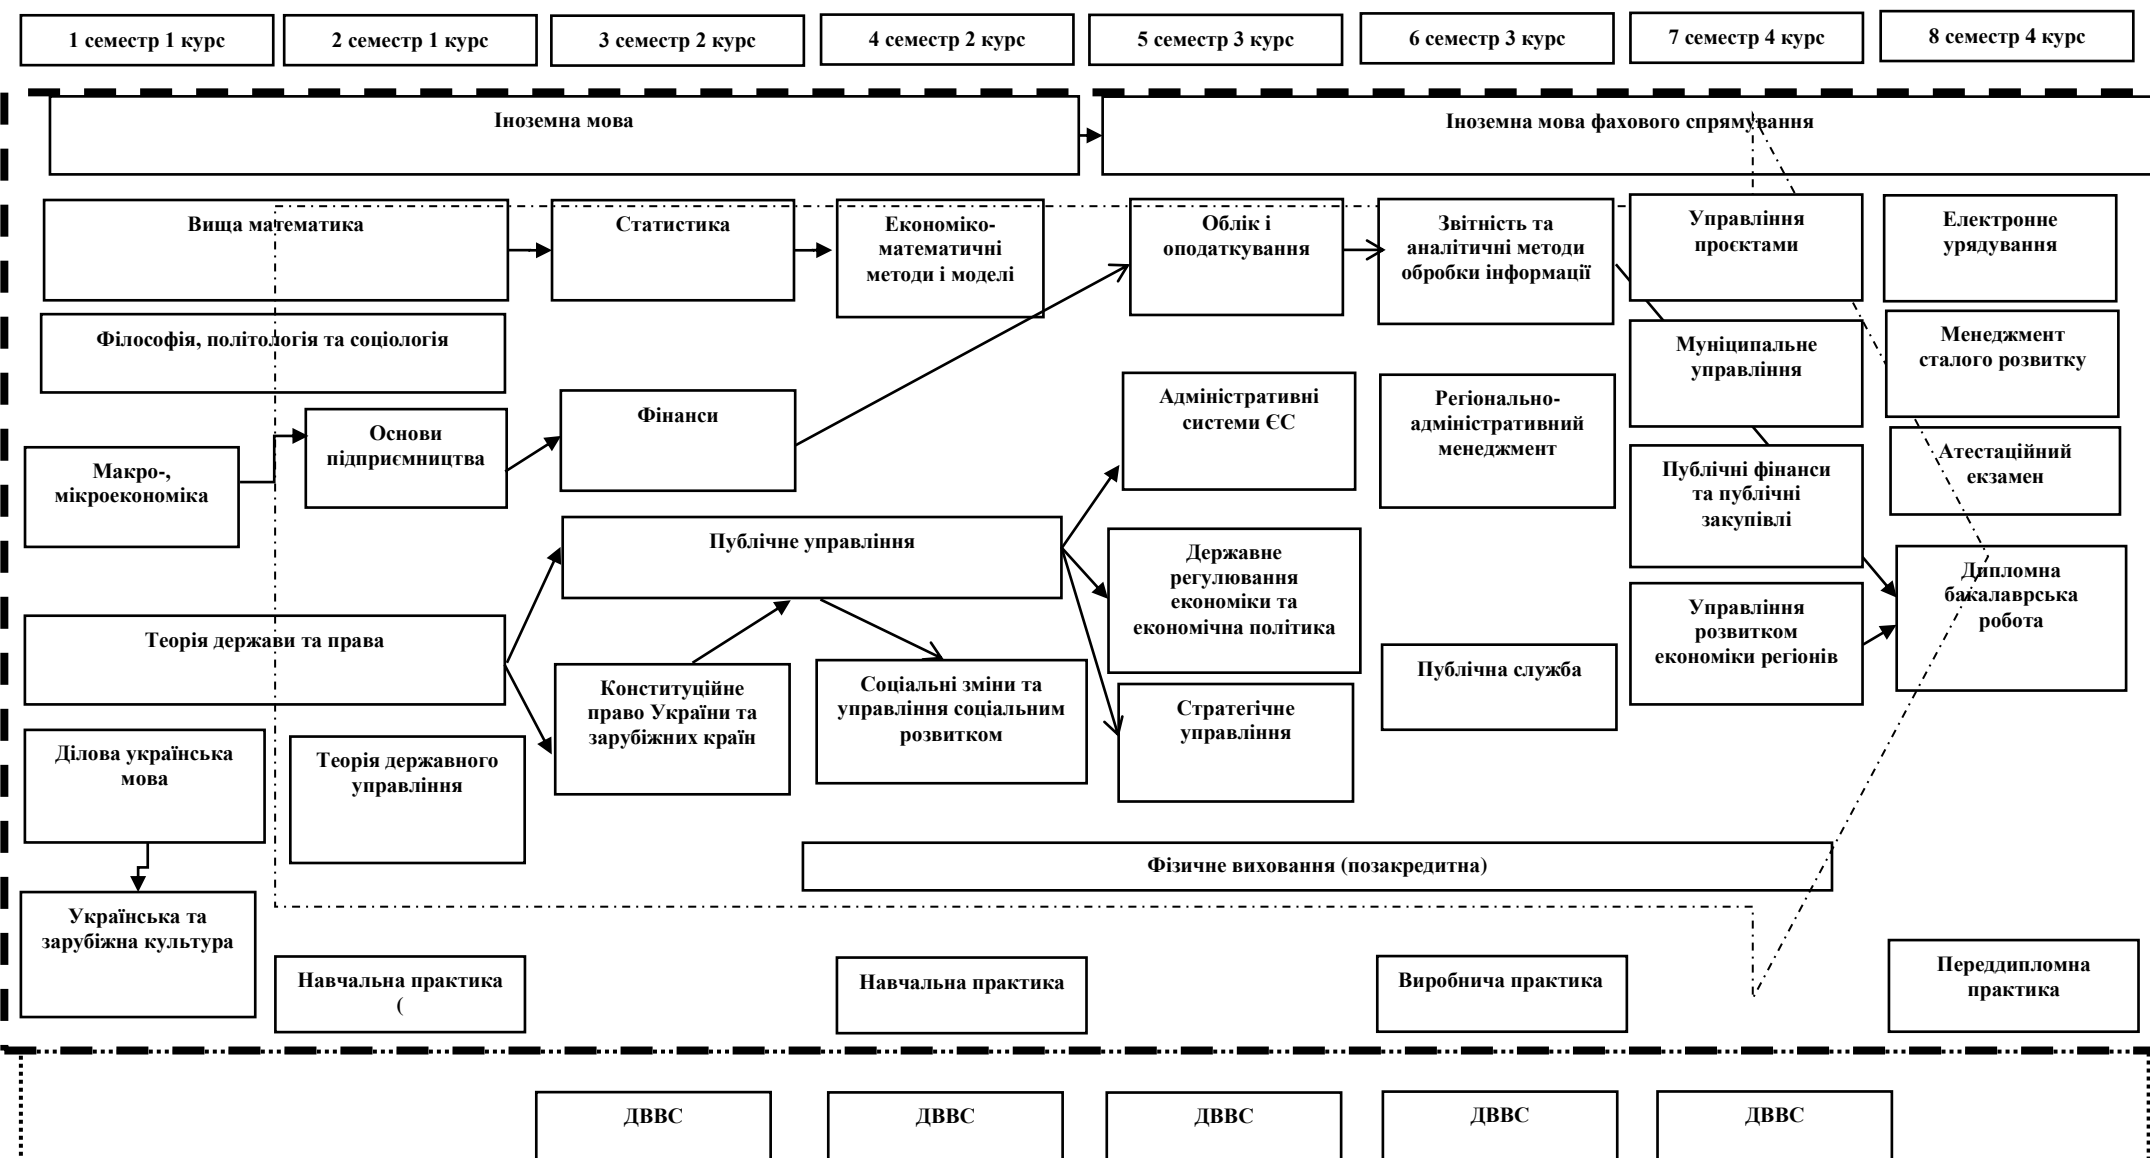 1 семестр 1 курс
2 семестр 1 курс
3 семестр 2 курс
4 семестр 2 курс
5 семестр 3 курс
6 семестр 3 курс
7 семестр 4 курс
8 семестр 4 курс
Іноземна мова
Іноземна мова фахового спрямування
Вища математика
Статистика
Економіко-
математичні
методи і моделі
Облік і
оподаткування
Звітність та
аналітичні методи
обробки інформації
Управління
проєктами
Електронне
урядування
Філософія, політологія та соціологія
Муніципальне
управління
Менеджмент
сталого розвитку
Макро-,
мікроекономіка
Основи
підприємництва
Фінанси
Адміністративні
системи ЄС
Регіонально-
адміністративний
менеджмент
Публічні фінанси
та публічні
закупівлі
Атестаційний
екзамен
Публічне управління
Державне
регулювання
економіки та
економічна політика
Дипломна
бакалаврська
робота
Теорія держави та права
Конституційне
право України та
зарубіжних країн
Соціальні зміни та
управління соціальним
розвитком
Стратегічне
управління
Публічна служба
Управління
розвитком
економіки регіонів
Ділова українська
мова
Теорія державного
управління
Фізичне виховання (позакредитна)
Українська та
зарубіжна культура
Навчальна практика
(
Навчальна практика
Виробнича практика
Переддипломна
практика
ДВВС
ДВВС
ДВВС
ДВВС
ДВВС